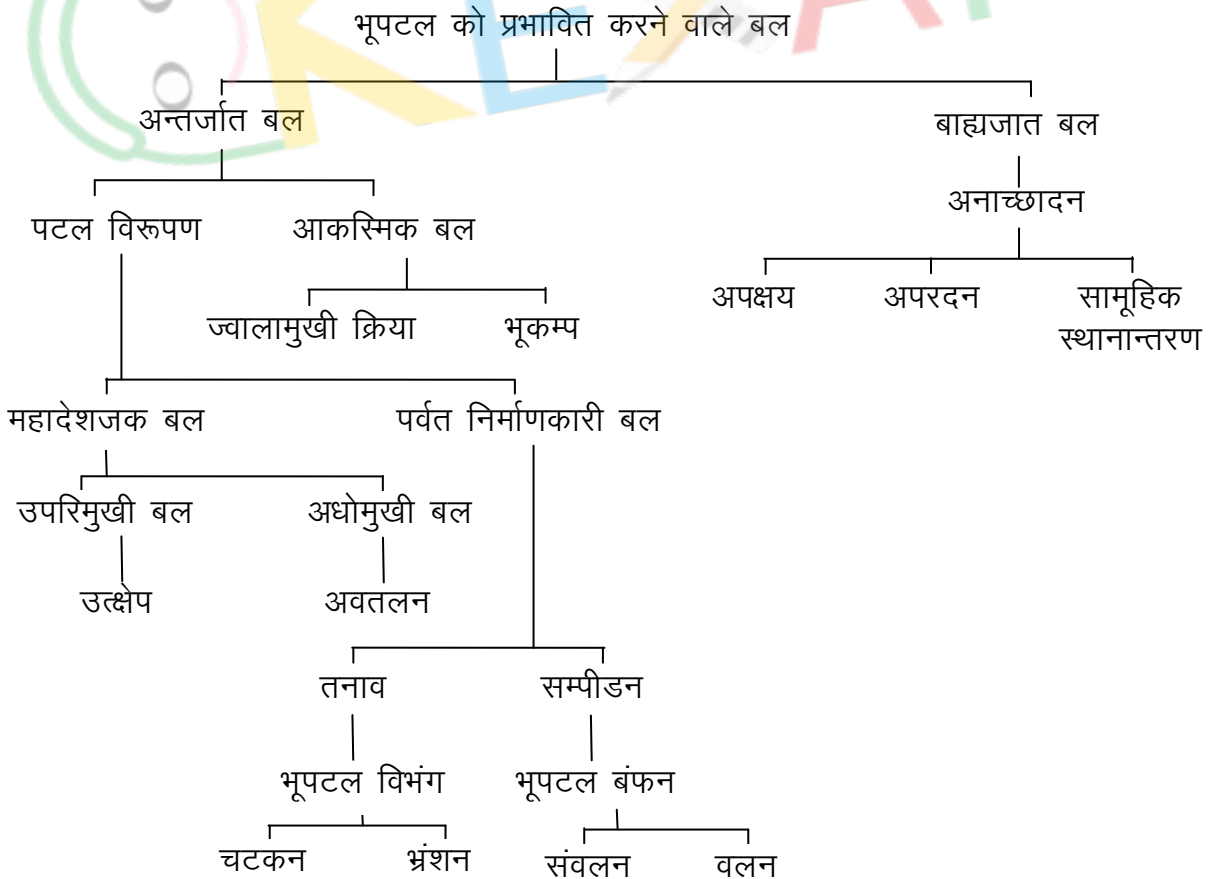 भूपटल को प्रभावित करने वाले बल
अन्तर्जात बल
बाह्यजात बल
अनाच्छादन
पटल विरूपण
आकस्मिक बल
अपक्षय
अपरदन
सामूहिक
स्थानान्तरण
ज्वालामुखी क्रिया
भूकम्प
महादेशजक बल
पर्वत निर्माणकारी बल
उपरिमुखी बल
अधोमुखी बल
उत्क्षेप
अवतलन
तनाव
सम्पीडन
भूपटल विभंग
भूपटल बंफन
चटकन
भ्रंशन
संवलन
वलन